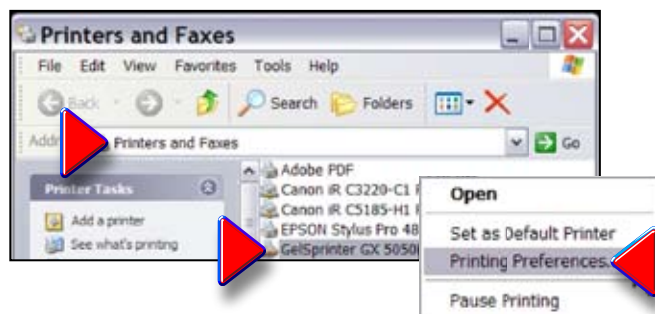 Printers and Faxes
File Edit View Favorites Tools Help
Back Search Folders
Printers and Faxes Go
Printer Tasks
Add a printer
See what's printing
Adobe PDF
Canon iR C3220-C1
Canon iR C5185-H1
EPSON Stylus Pro 48
GelSprinter GX 5050
Open
Set as Default Printer
Printing Preferences
Pause Printing